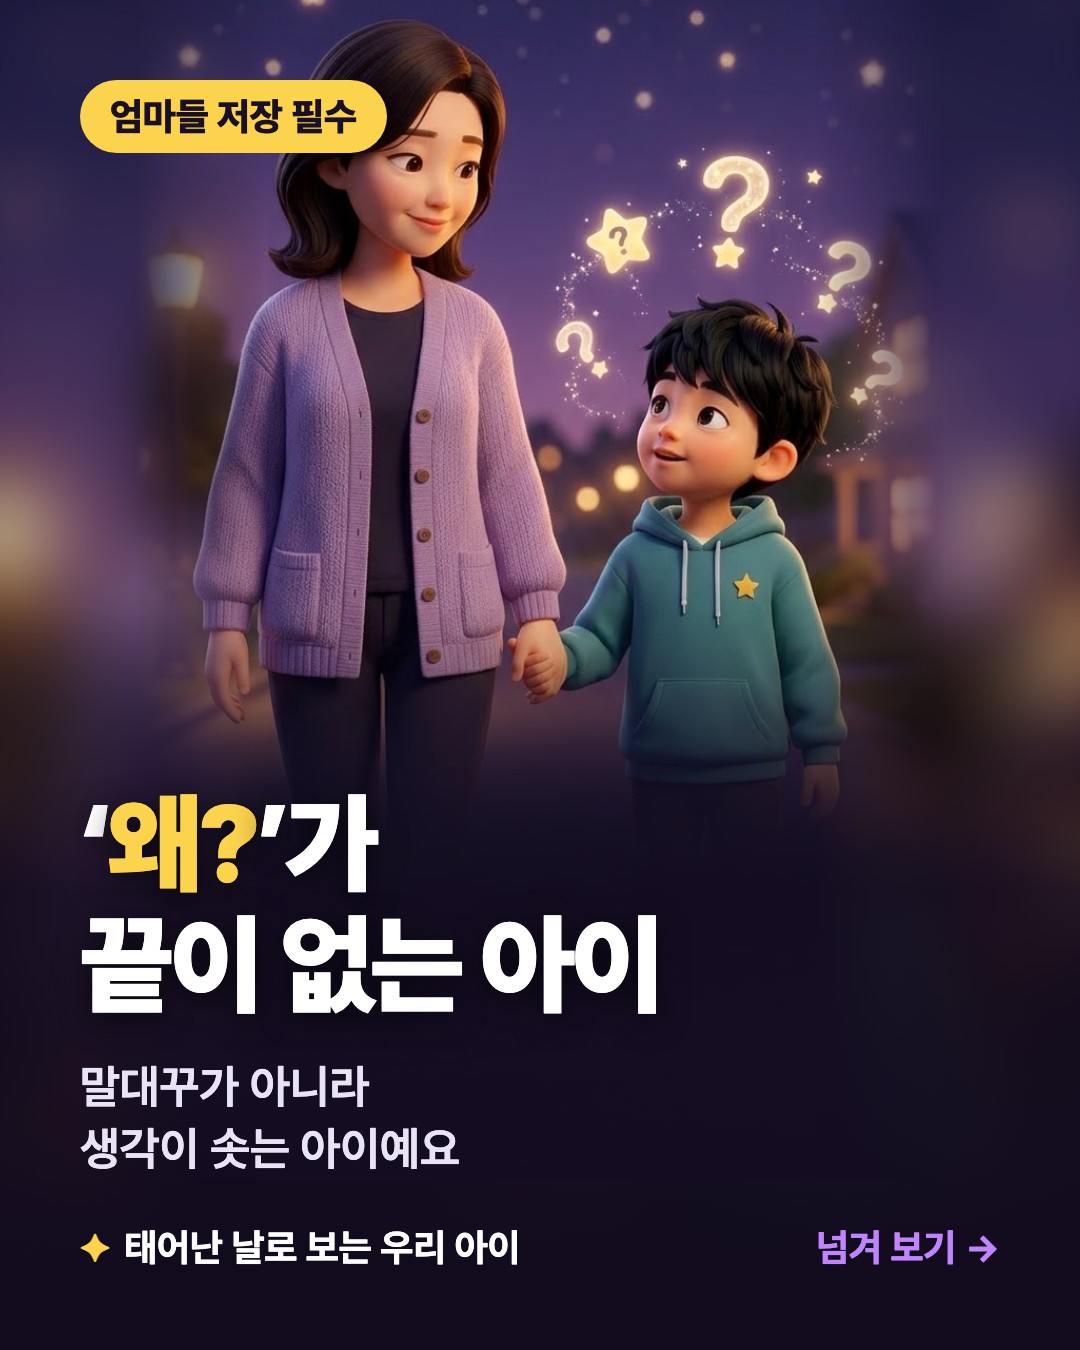 엄마들 저장 필수
?
?
?
?
?
‘왜?’가
끝이 없는 아이
말대꾸가 아니라
생각이 솟는 아이예요
태어난 날로 보는 우리 아이
넘겨 보기 →